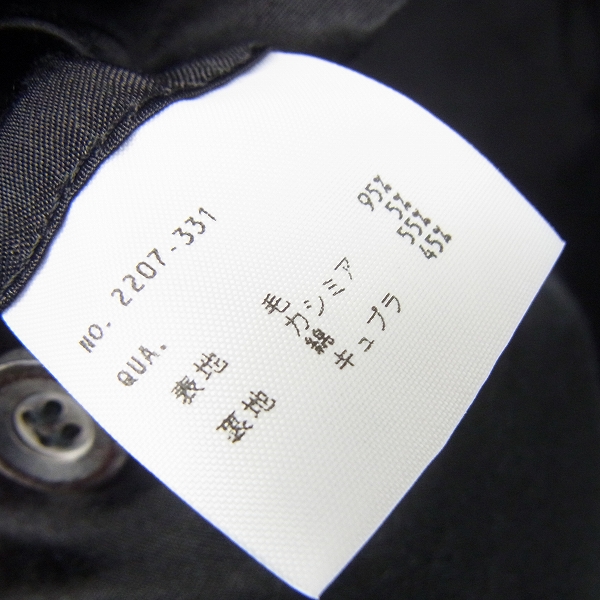 NO. 2207-331
QUA.
表地 毛 95%
カシミア 5%
裏地 綿 55%
キュプラ 45%